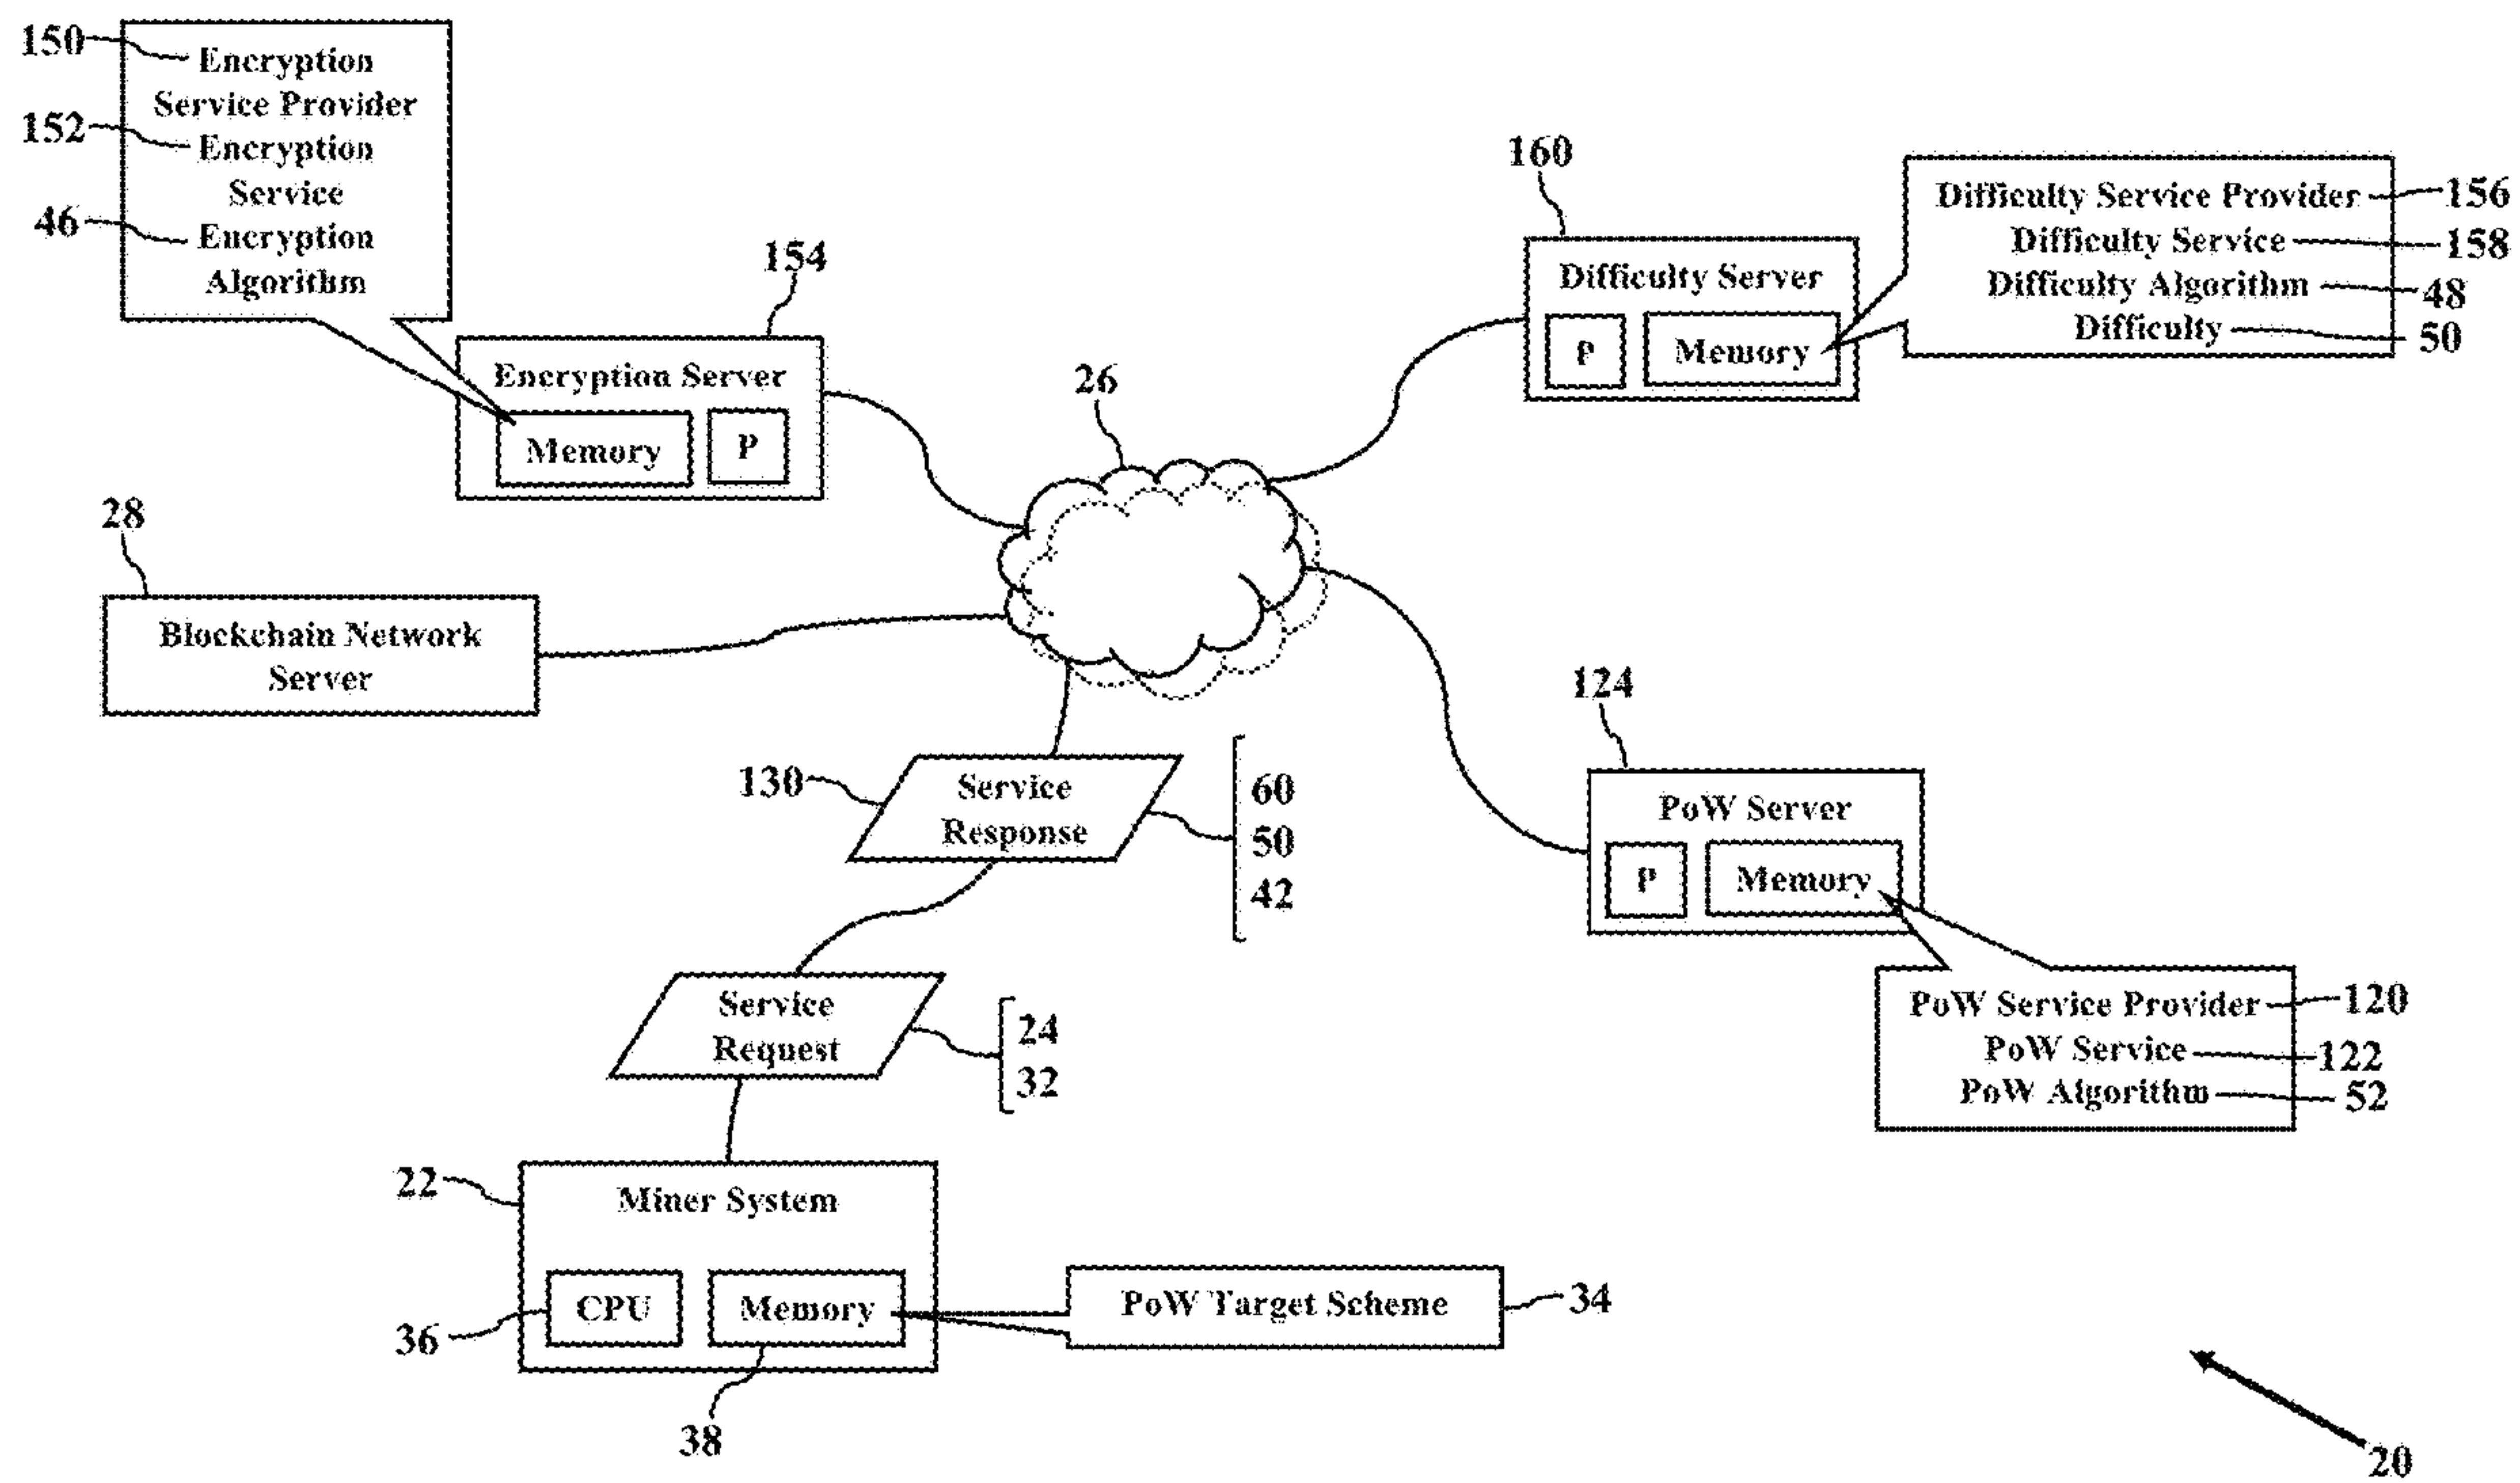 150
Encryption
Service Provider
152
Encryption
Service
46
Encryption
Algorithm
154
Encryption Server
Memory
P
160
Difficulty Server
P
Memory
Difficulty Service Provider
156
Difficulty Service
158
Difficulty Algorithm
48
Difficulty
50
26
28
Blockchain Network
Server
130
Service
Response
60
50
42
124
PoW Server
P
Memory
PoW Service Provider
120
PoW Service
122
PoW Algorithm
52
Service
Request
24
32
22
Miner System
CPU
Memory
36
38
PoW Target Scheme
34
20